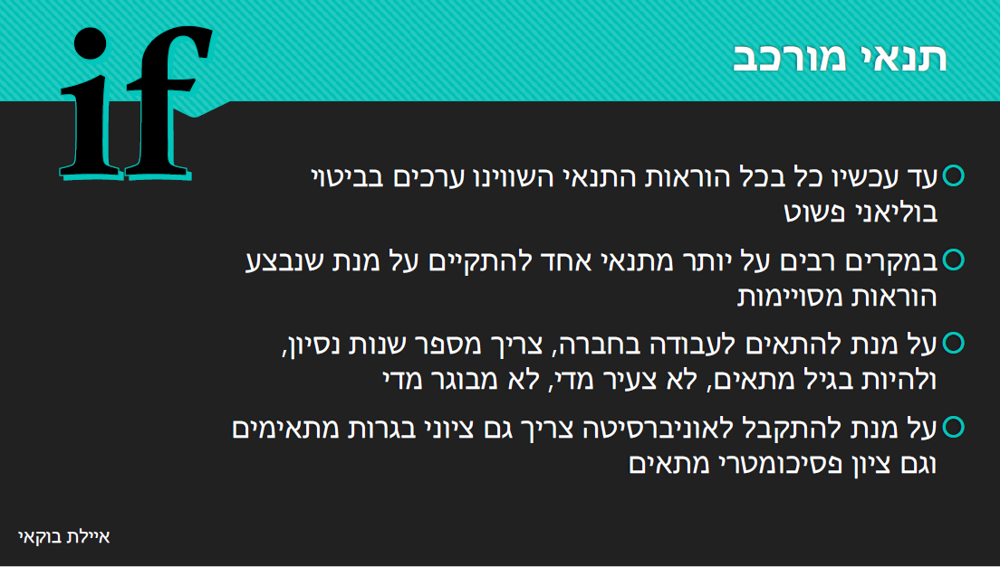 תנאי מורכב
if
עד עכשיו כל בכל הוראות התנאי השווינו ערכים בביטוי
בוליאני פשוט
במקרים רבים על יותר מתנאי אחד להתקיים על מנת שנבצע
הוראות מסויימות
על מנת להתאים לעבודה בחברה, צריך מספר שנות נסיון,
ולהיות בגיל מתאים, לא צעיר מדי, לא מבוגר מדי
על מנת להתקבל לאוניברסיטה צריך גם ציוני בגרות מתאימים
וגם ציון פסיכומטרי מתאים
איילת בוקאי